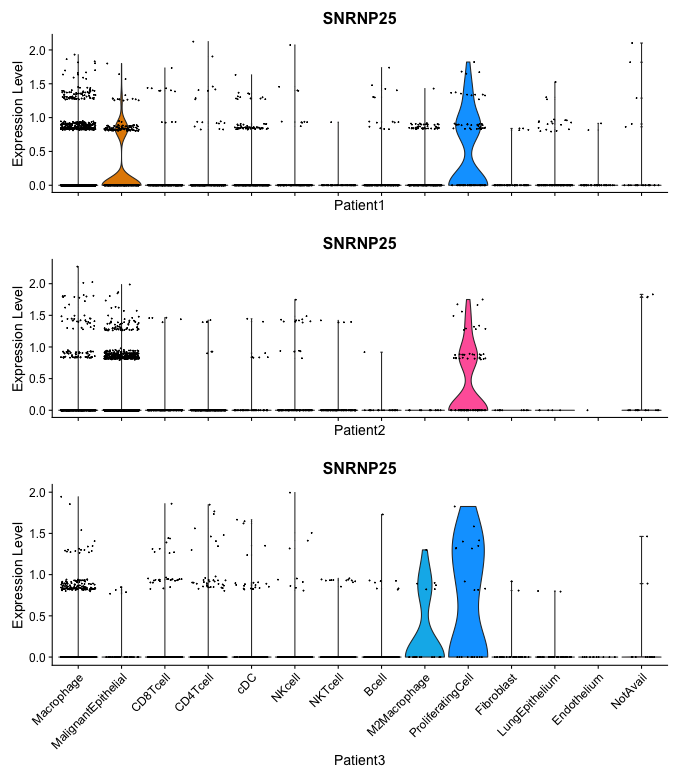 SNRNP25
Expression Level
2.0
1.5
1.0
0.5
0.0
Patient1
SNRNP25
Expression Level
2.0
1.5
1.0
0.5
0.0
Patient2
SNRNP25
Expression Level
2.0
1.5
1.0
0.5
0.0
Macrophage
MalignantEpithelial
CD8Tcell
CD4Tcell
cDC
NKcell
NKTcell
Bcell
M2Macrophage
ProliferatingCell
Fibroblast
LungEpithelium
Endothelium
NotAvail
Patient3